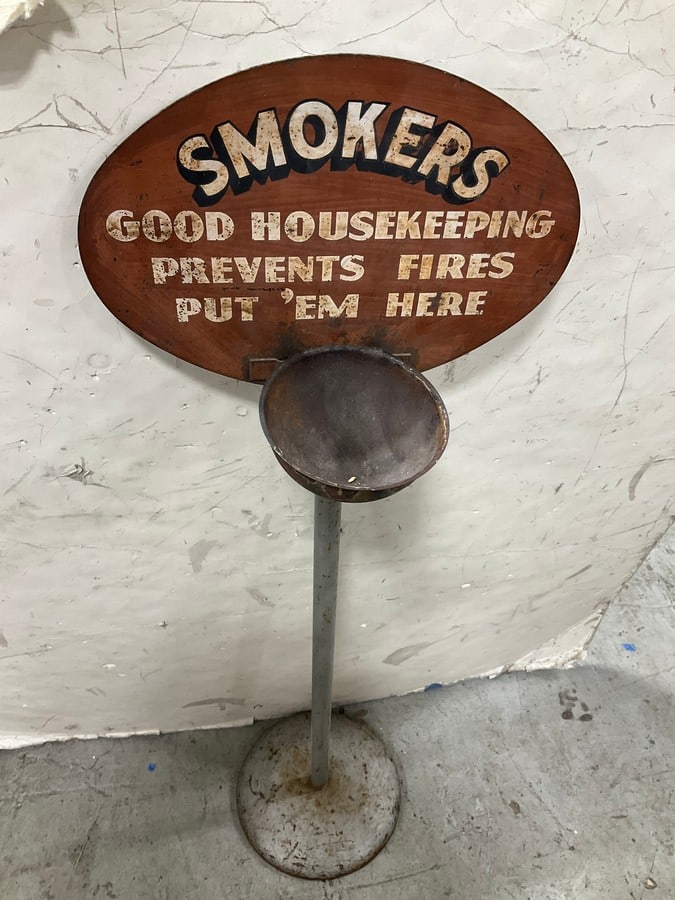 SMOKERS
GOOD HOUSEKEEPING
PREVENTS FIRES
PUT 'EM HERE